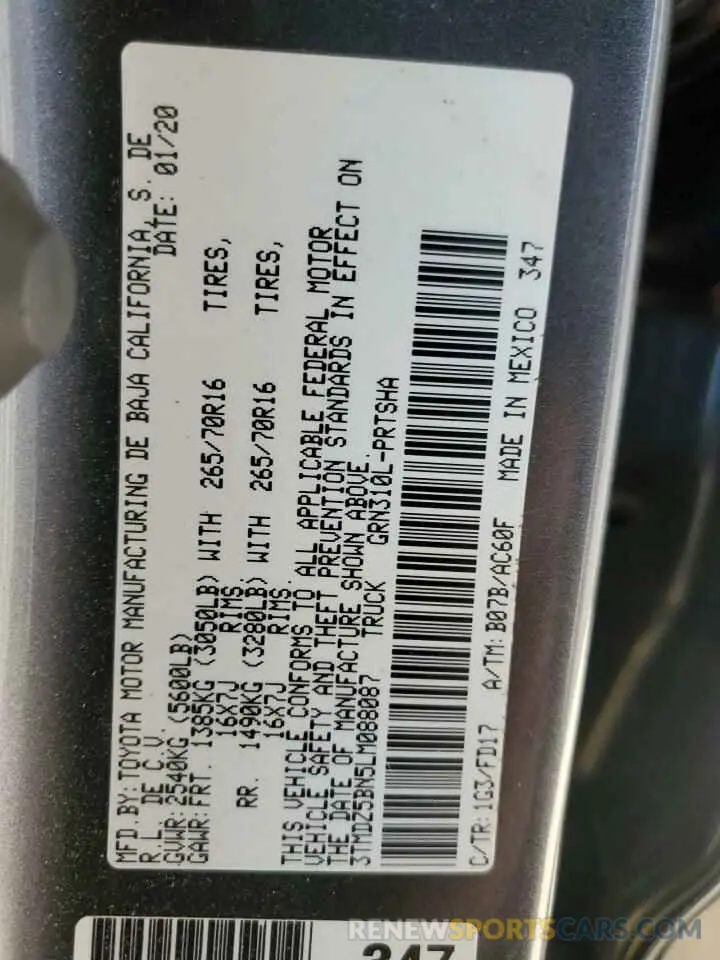 MFD.BY:TOYOTA MOTOR MANUFACTURING DE BAJA CALIFORNIA, S. DE
R.L. DE C.V. DATE: 01/20
GVWR:2540KG (5600LB)
GAWR:FRT. 1385KG (3050LB) WITH 265/70R16 TIRES,
16X7J RIMS
RR. 1490KG (3280LB) WITH 265/70R16 TIRES,
16X7J RIMS.
THIS VEHICLE CONFORMS TO ALL APPLICABLE FEDERAL MOTOR
VEHICLE SAFETY AND THEFT PREVENTION STANDARDS IN EFFECT ON
THE DATE OF MANUFACTURE SHOWN ABOVE.
3TMDZ5BN5LM088087 TRUCK GRN310L-PRTSHA
C/TR:1G3/FD17 A/TM:B07B/AC60F MADE IN MEXICO 347
347
RENEWSPORTSCARS.COM